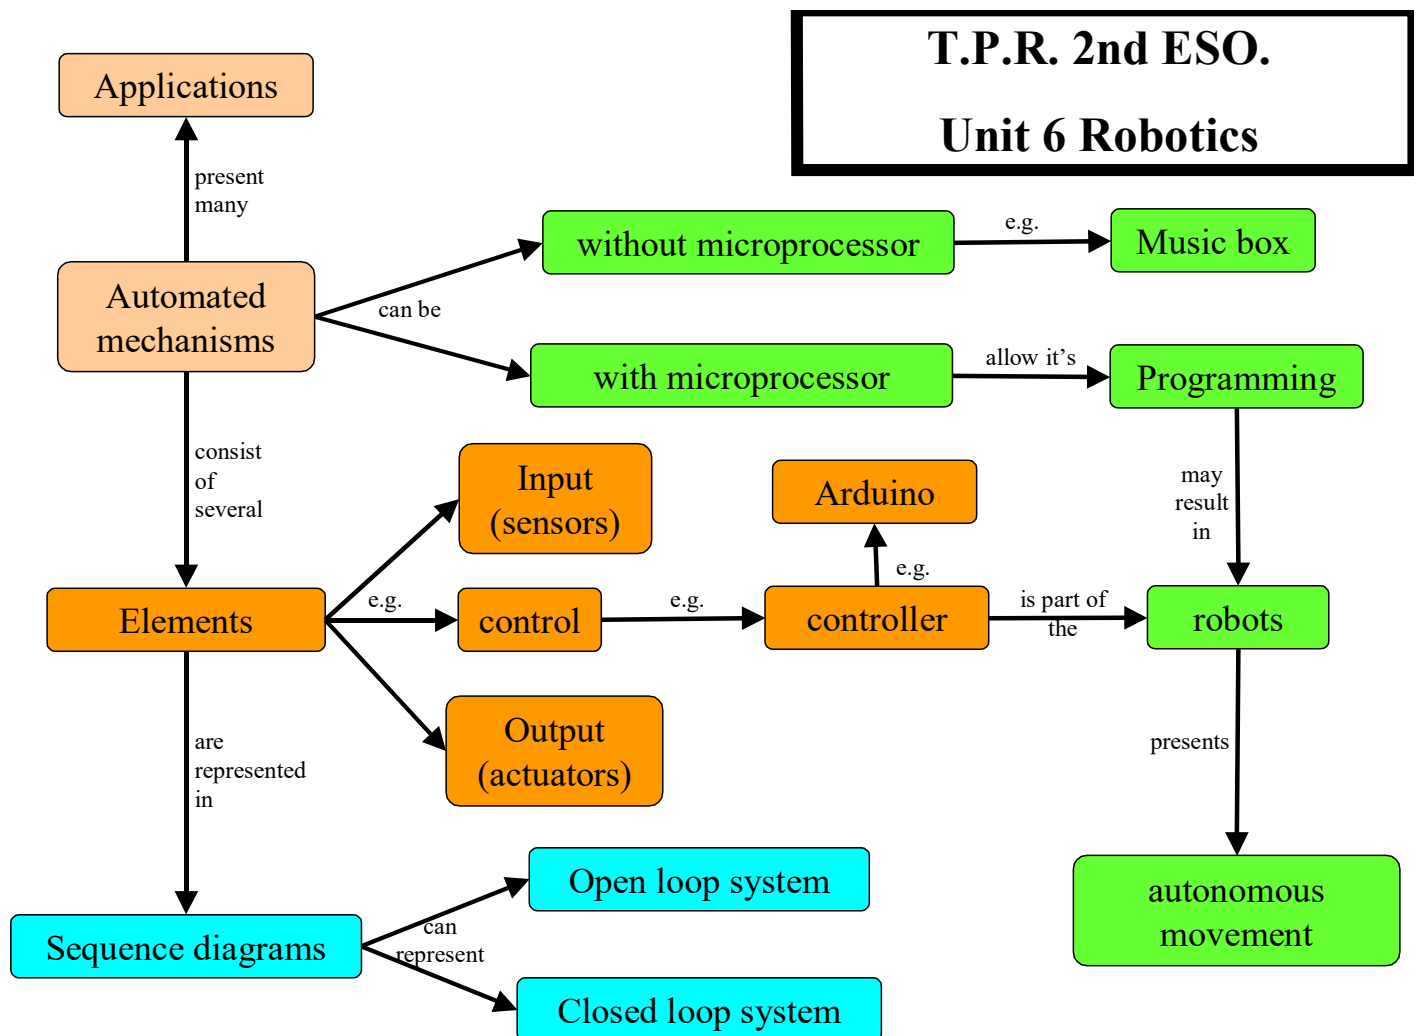 T.P.R. 2nd ESO.
Unit 6 Robotics
Applications
present
many
Automated
mechanisms
can be
without microprocessor
e.g.
Music box
with microprocessor
allow it’s
Programming
consist
of
several
Input
(sensors)
Arduino
may
result
in
Elements
e.g.
control
e.g.
e.g.
controller
is part of
the
robots
Output
(actuators)
are
represented
in
presents
Open loop system
autonomous
movement
Sequence diagrams
can
represent
Closed loop system